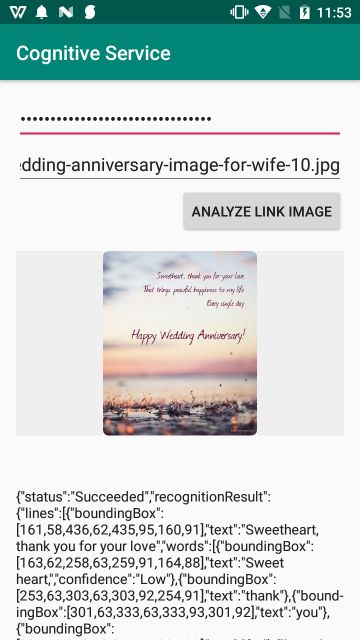 11:53
Cognitive Service
•••••••••••••••••••••••••••••••••
dding-anniversary-image-for-wife-10.jpg
ANALYZE LINK IMAGE
Sweetheart, thank you for your love
That brings peaceful happiness to my life
Every single day
Happy Wedding Anniversary!
{"status":"Succeeded","recognitionResult":
{"lines":[{"boundingBox":
[161,58,436,62,435,95,160,91],"text":"Sweetheart,
thank you for your love","words":[{"boundingBox":
[163,62,258,63,259,91,164,88],"text":"Sweet
heart,","confidence":"Low"},{"boundingBox":
[253,63,303,63,303,92,254,91],"text":"thank"},{"bound-
ingBox":[301,63,333,63,333,93,301,92],"text":"you"},
{"boundingBox":